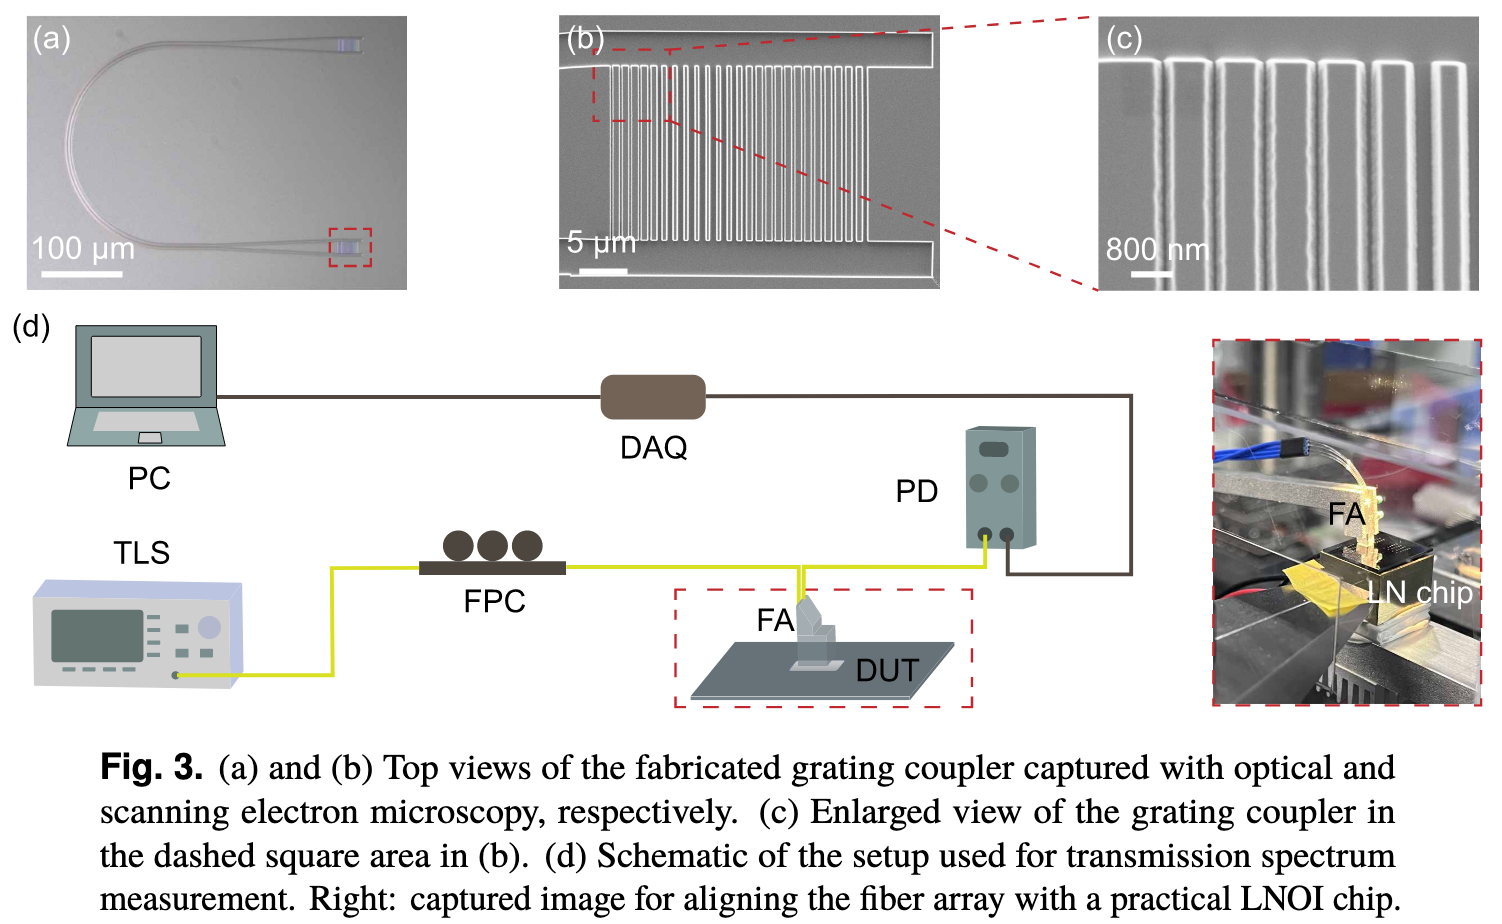 (a)
100 µm
(b)
5 µm
(c)
800 nm
(d)
PC
DAQ
PD
TLS
FPC
FA
DUT
FA
LN chip
Fig. 3. (a) and (b) Top views of the fabricated grating coupler captured with optical and
scanning electron microscopy, respectively. (c) Enlarged view of the grating coupler in
the dashed square area in (b). (d) Schematic of the setup used for transmission spectrum
measurement. Right: captured image for aligning the fiber array with a practical LNOI chip.